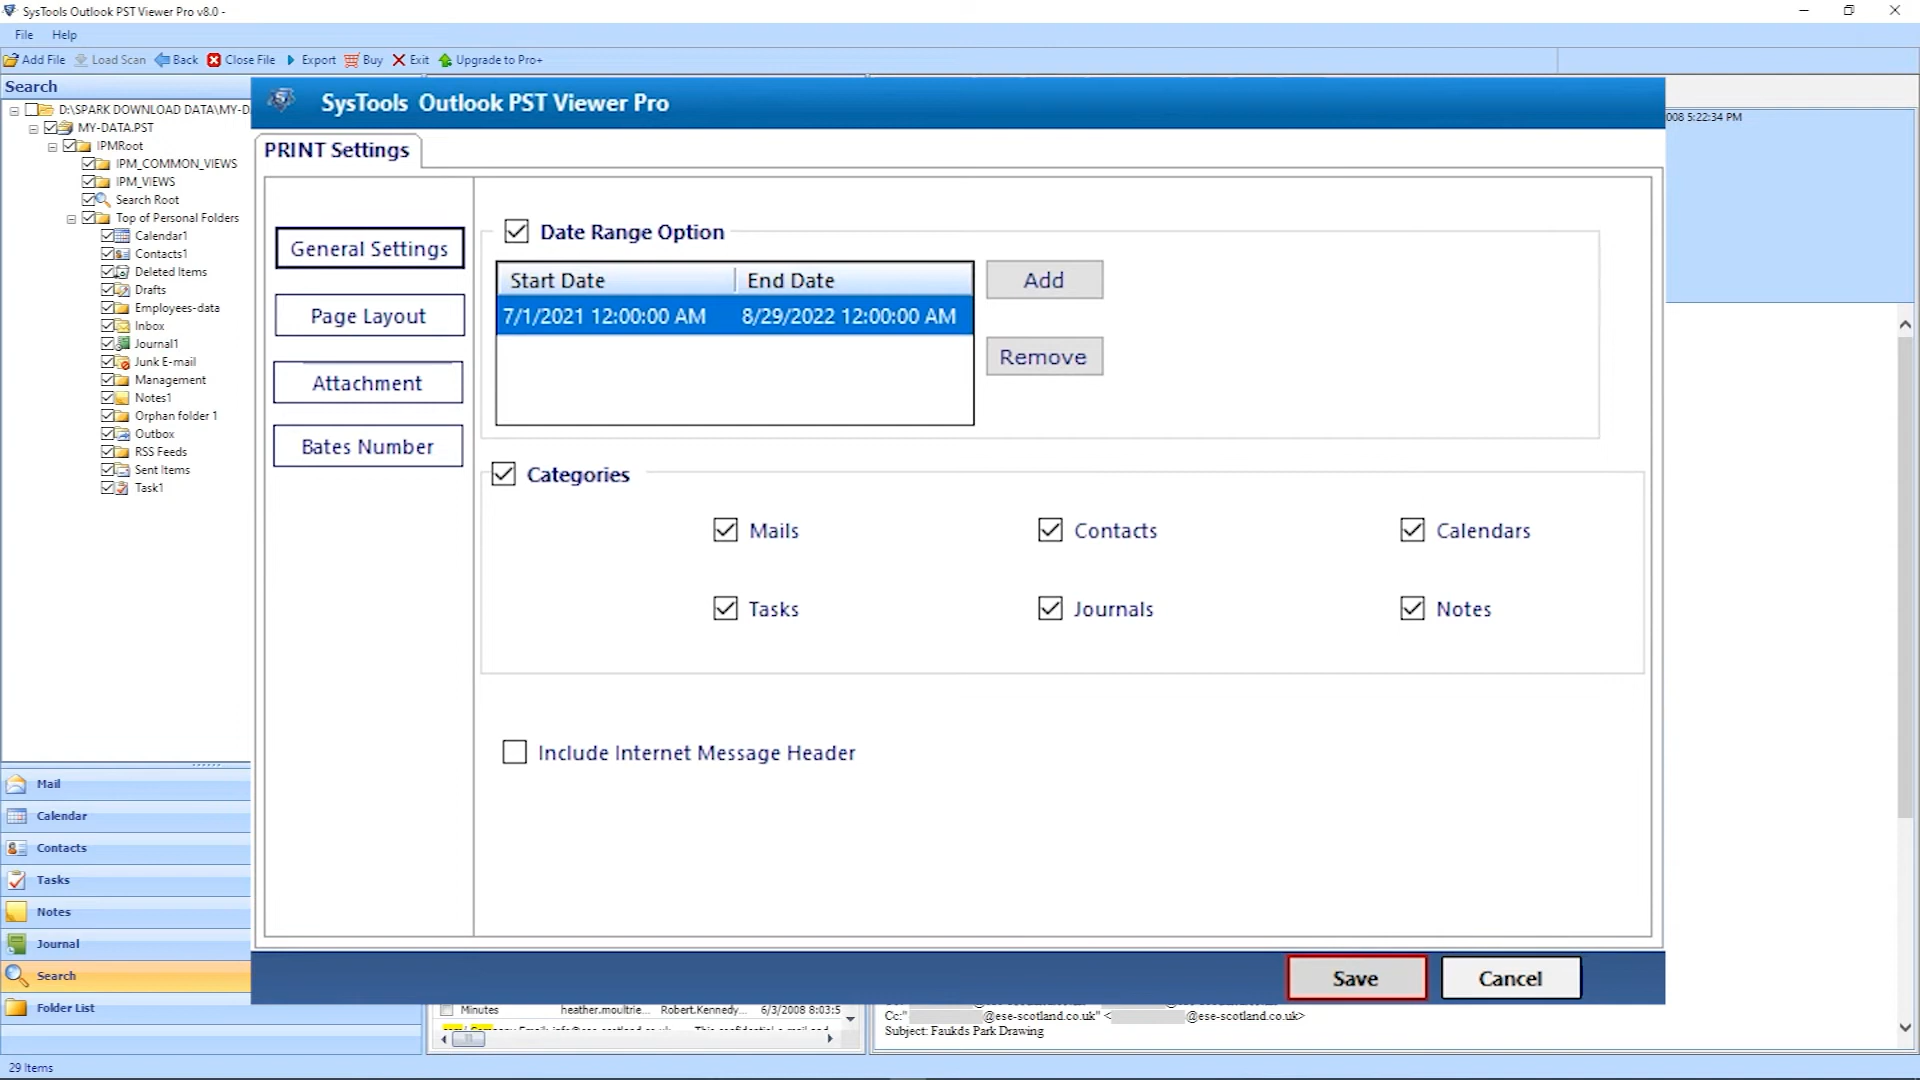 SysTools Outlook PST Viewer Pro v8.0 -
File Help
Add File Load Scan Back Close File Export Buy Exit Upgrade to Pro+
Search
D:\SPARK DOWNLOAD DATA\MY-D
MY-DATA.PST
IPMRoot
IPM_COMMON_VIEWS
IPM_VIEWS
Search Root
Top of Personal Folders
Calendar1
Contacts1
Deleted Items
Drafts
Employees-data
Inbox
Journal1
Junk E-mail
Management
Notes1
Orphan folder 1
Outbox
RSS Feeds
Sent Items
Task1
Mail
Calendar
Contacts
Tasks
Notes
Journal
Search
Folder List
29 Items
SysTools Outlook PST Viewer Pro
008 5:22:34 PM
PRINT Settings
General Settings
Page Layout
Attachment
Bates Number
Date Range Option
Start Date End Date
7/1/2021 12:00:00 AM 8/29/2022 12:00:00 AM
Add
Remove
Categories
Mails Contacts Calendars
Tasks Journals Notes
Include Internet Message Header
Save Cancel
Minutes heather.moultrie... Robert.Kennedy... 6/3/2008 8:03:5
Cc:" @ese-scotland.co.uk" < @ese-scotland.co.uk>
Subject: Faukds Park Drawing